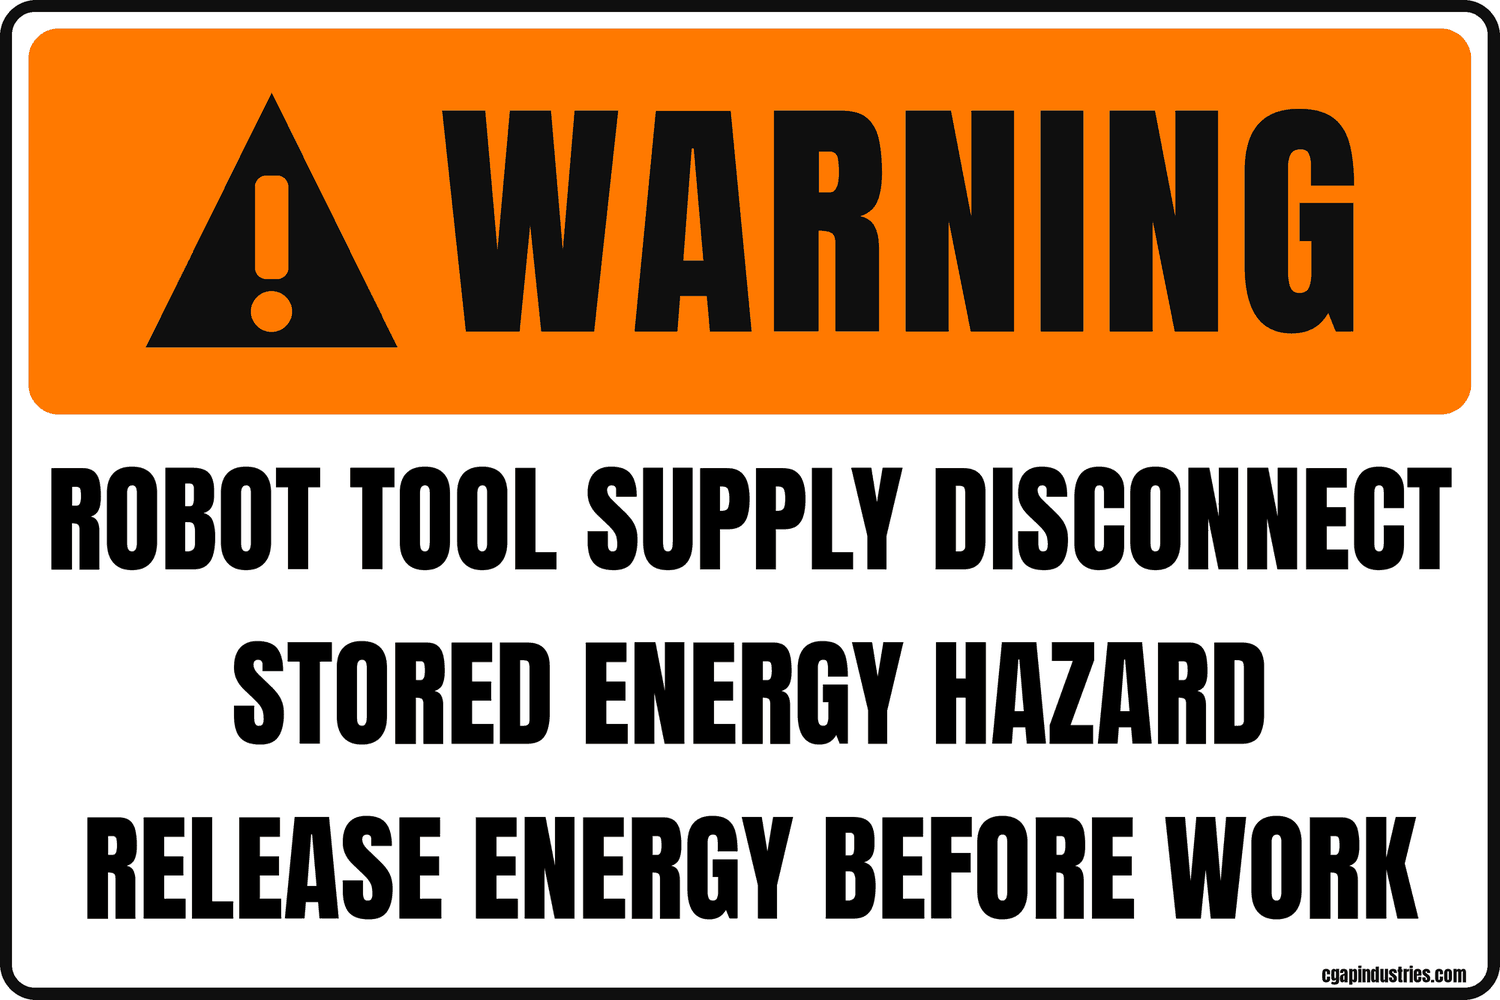 WARNING
ROBOT TOOL SUPPLY DISCONNECT
STORED ENERGY HAZARD
RELEASE ENERGY BEFORE WORK
cgapindustries.com